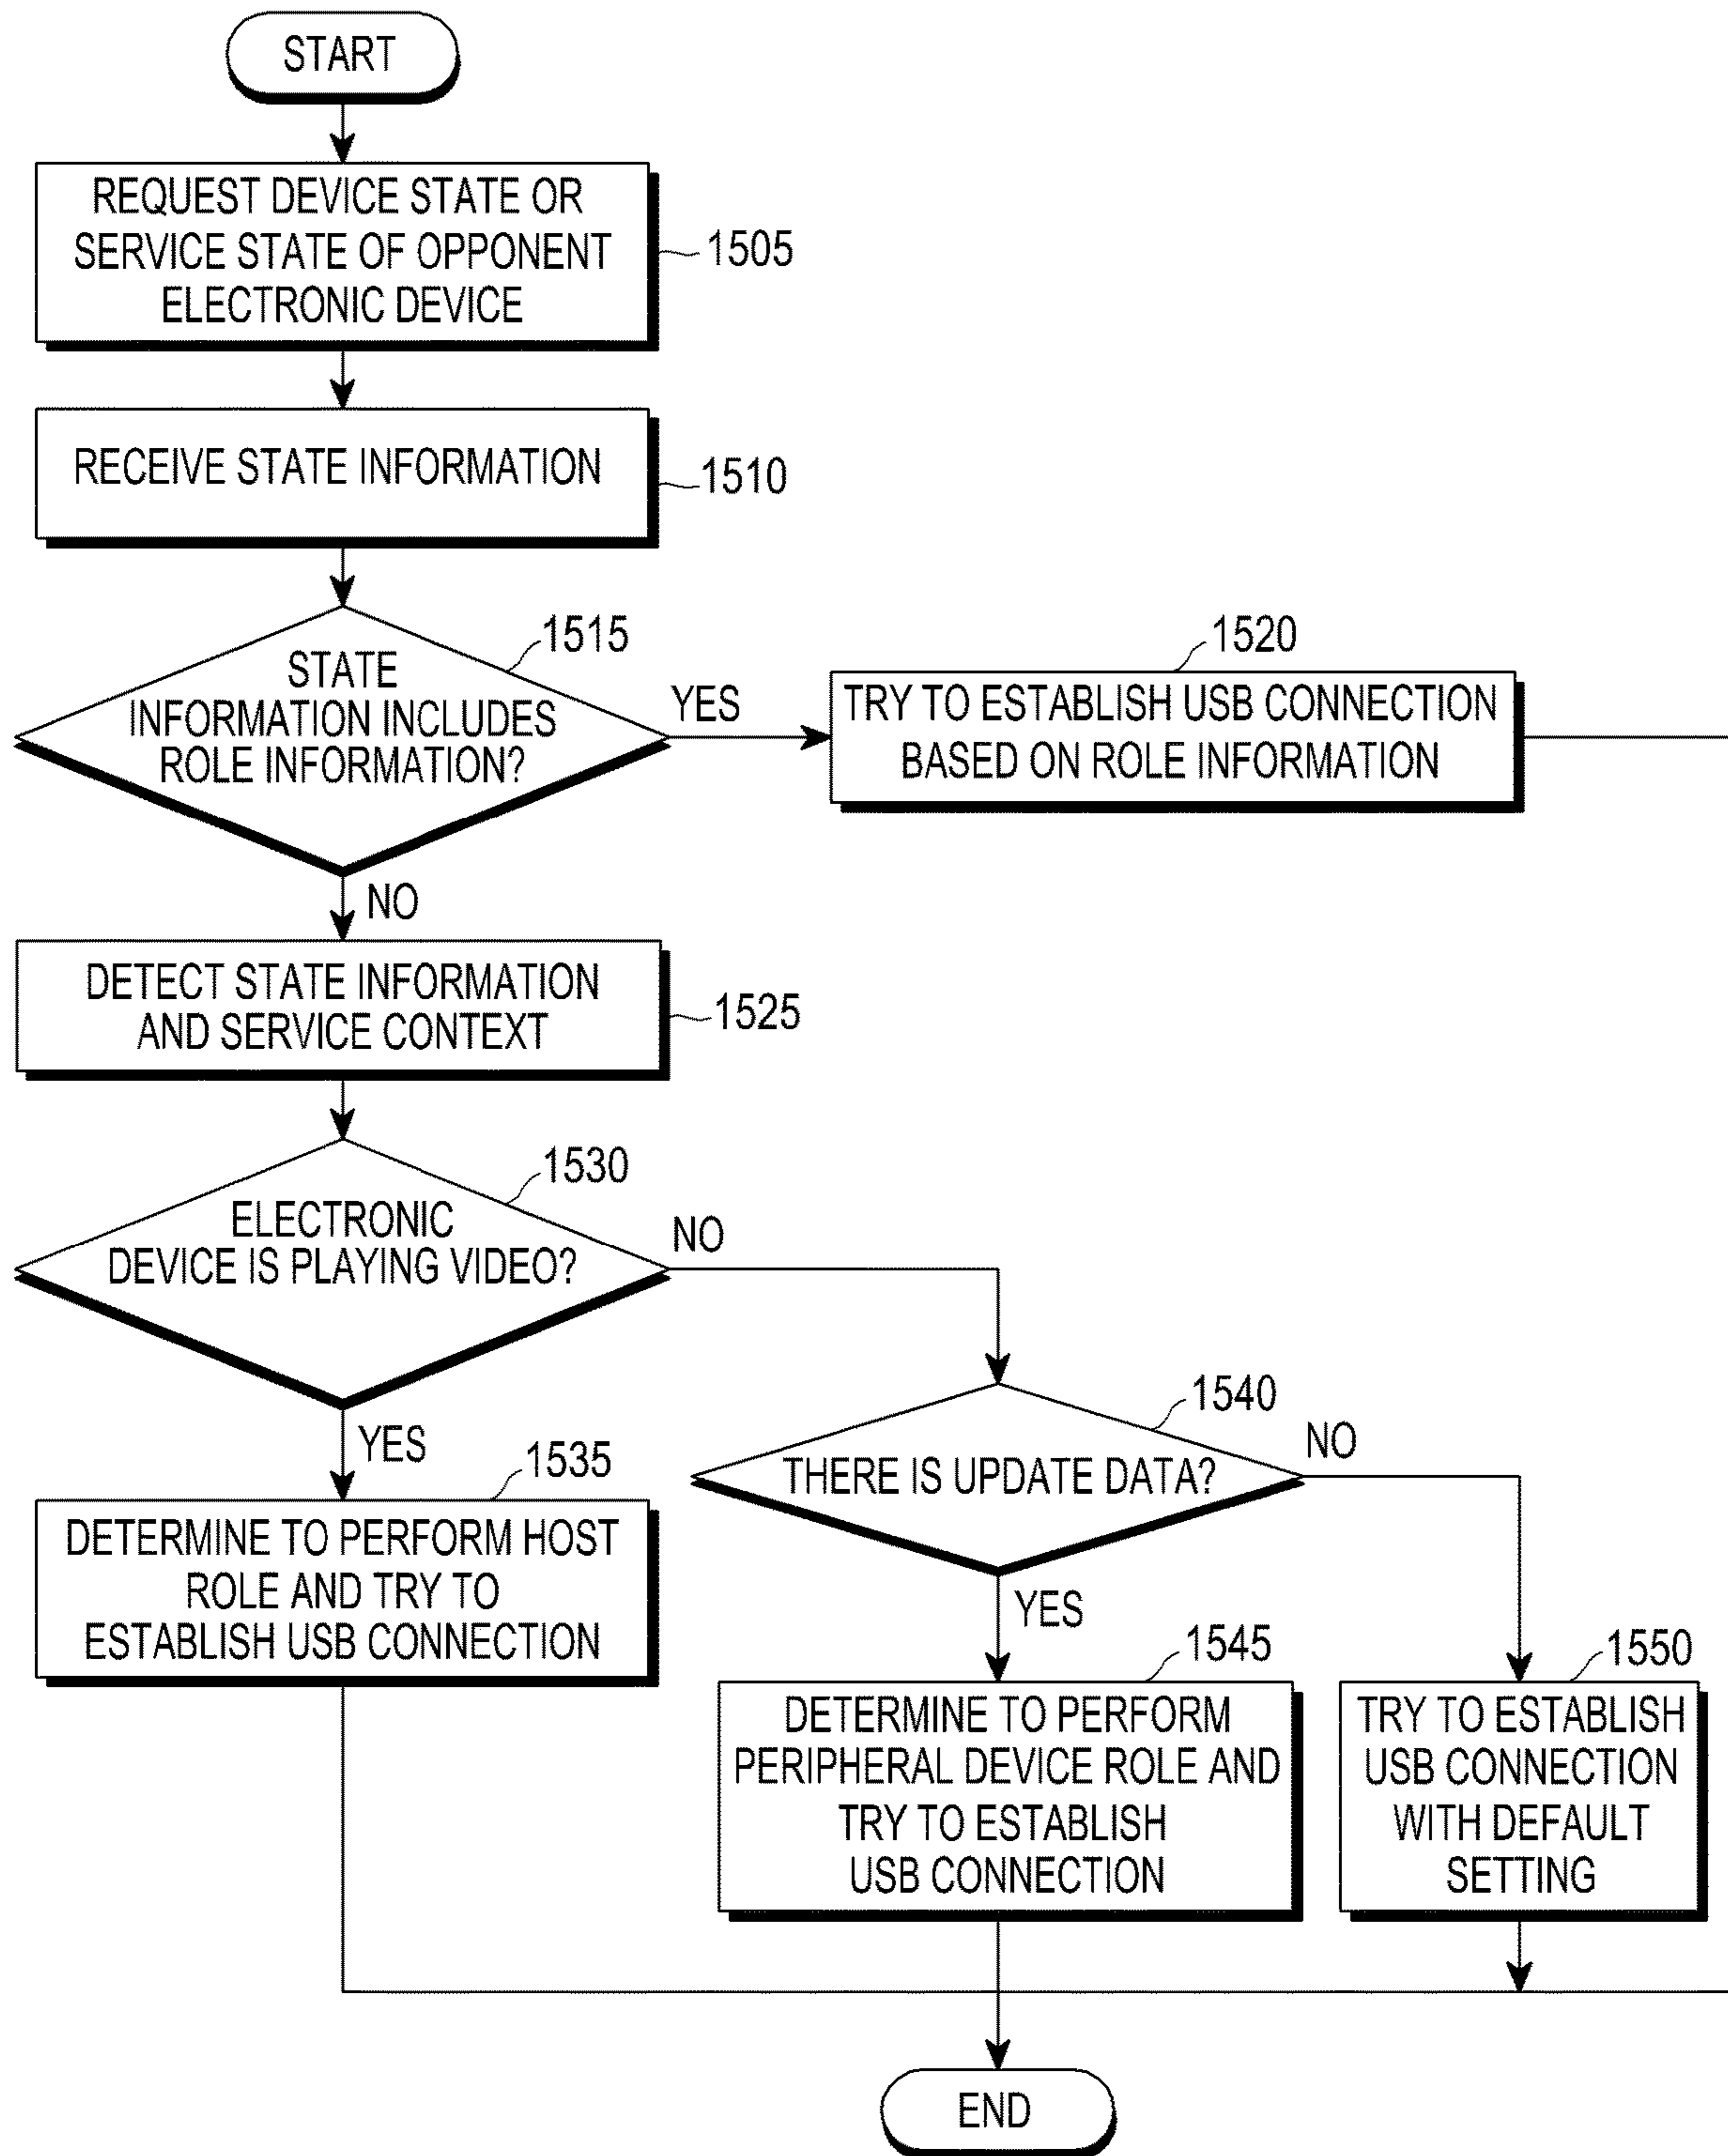 START
REQUEST DEVICE STATE OR
SERVICE STATE OF OPPONENT
ELECTRONIC DEVICE
1505
RECEIVE STATE INFORMATION
1510
1515
STATE
INFORMATION INCLUDES
ROLE INFORMATION?
YES
1520
TRY TO ESTABLISH USB CONNECTION
BASED ON ROLE INFORMATION
NO
DETECT STATE INFORMATION
AND SERVICE CONTEXT
1525
1530
ELECTRONIC
DEVICE IS PLAYING VIDEO?
NO
YES
1535
DETERMINE TO PERFORM HOST
ROLE AND TRY TO
ESTABLISH USB CONNECTION
1540
THERE IS UPDATE DATA?
NO
YES
1545
DETERMINE TO PERFORM
PERIPHERAL DEVICE ROLE AND
TRY TO ESTABLISH
USB CONNECTION
1550
TRY TO ESTABLISH
USB CONNECTION
WITH DEFAULT
SETTING
END